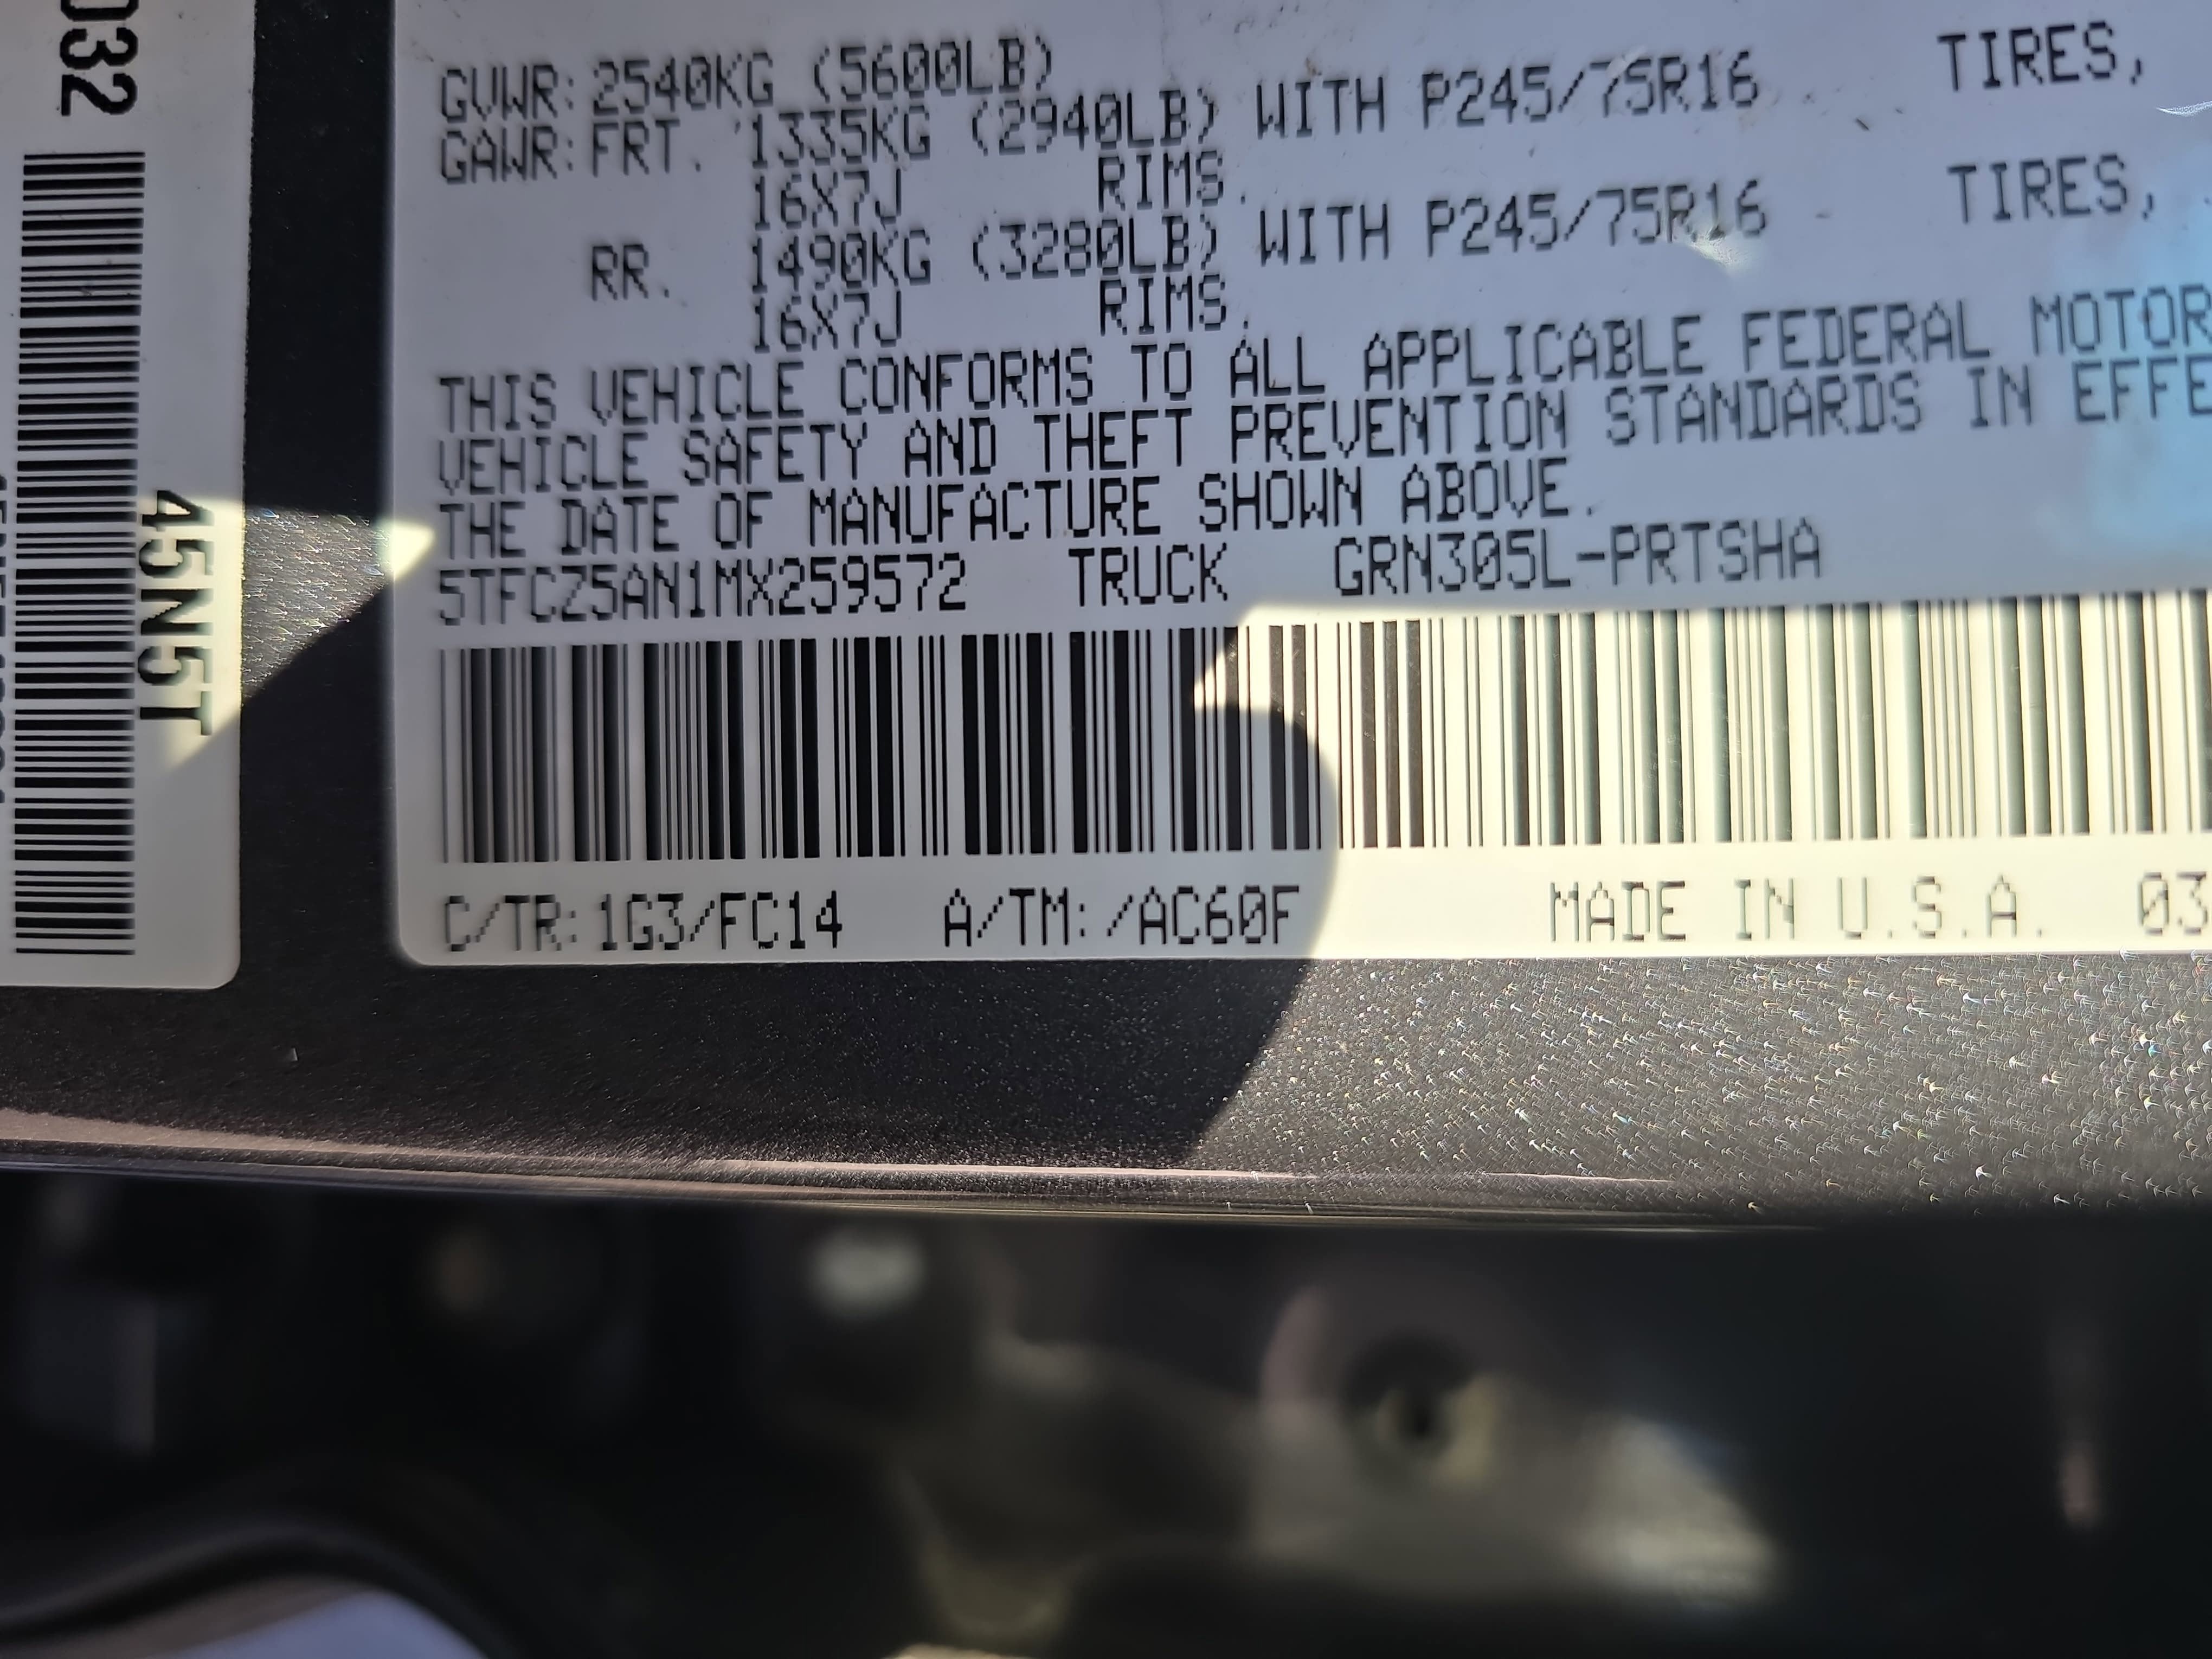 032
45N5T
GVWR: 2540KG (5600LB)
GAWR: FRT. 1335KG (2940LB) WITH P245/75R16 TIRES,
16X7J RIMS.
RR. 1490KG (3280LB) WITH P245/75R16 TIRES,
16X7J RIMS.
THIS VEHICLE CONFORMS TO ALL APPLICABLE FEDERAL MOTOR
VEHICLE SAFETY AND THEFT PREVENTION STANDARDS IN EFFE
THE DATE OF MANUFACTURE SHOWN ABOVE.
5TFCZ5AN1MX259572 TRUCK GRN305L-PRTSHA
C/TR: 1G3/FC14 A/TM: /AC60F MADE IN U.S.A. 03